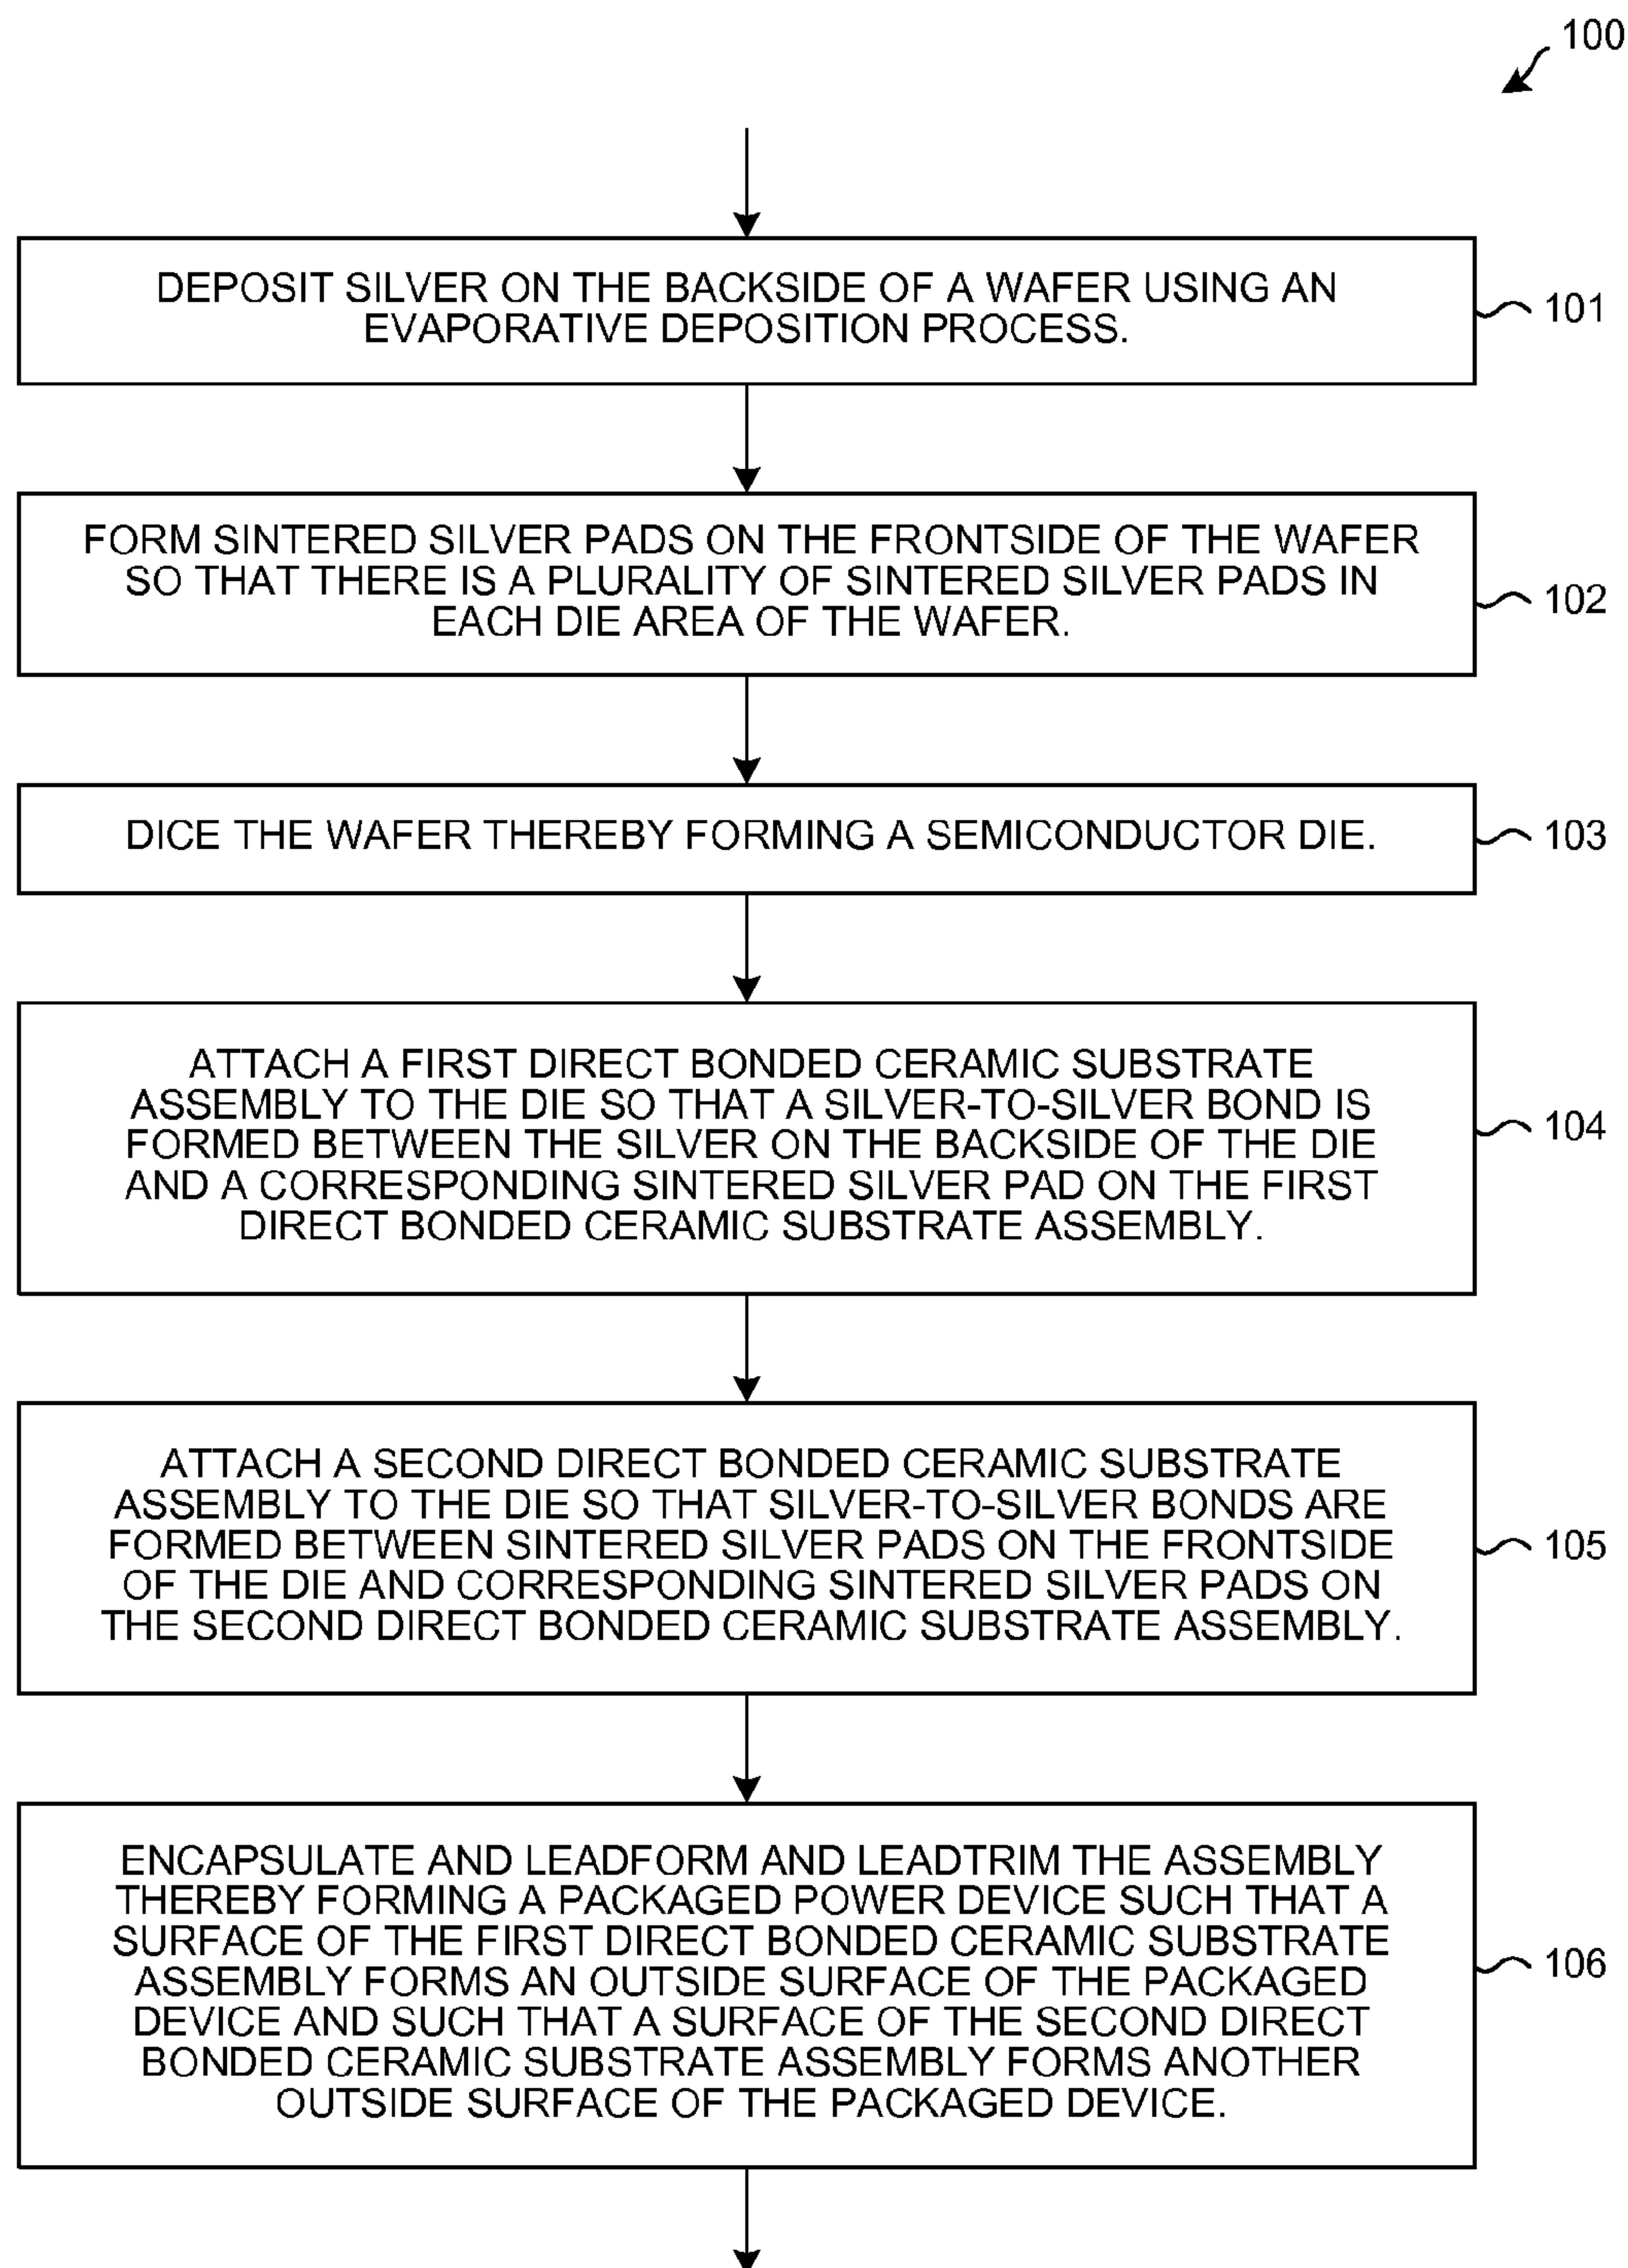 100
DEPOSIT SILVER ON THE BACKSIDE OF A WAFER USING AN
EVAPORATIVE DEPOSITION PROCESS.
101
FORM SINTERED SILVER PADS ON THE FRONTSIDE OF THE WAFER
SO THAT THERE IS A PLURALITY OF SINTERED SILVER PADS IN
EACH DIE AREA OF THE WAFER.
102
DICE THE WAFER THEREBY FORMING A SEMICONDUCTOR DIE.
103
ATTACH A FIRST DIRECT BONDED CERAMIC SUBSTRATE
ASSEMBLY TO THE DIE SO THAT A SILVER-TO-SILVER BOND IS
FORMED BETWEEN THE SILVER ON THE BACKSIDE OF THE DIE
AND A CORRESPONDING SINTERED SILVER PAD ON THE FIRST
DIRECT BONDED CERAMIC SUBSTRATE ASSEMBLY.
104
ATTACH A SECOND DIRECT BONDED CERAMIC SUBSTRATE
ASSEMBLY TO THE DIE SO THAT SILVER-TO-SILVER BONDS ARE
FORMED BETWEEN SINTERED SILVER PADS ON THE FRONTSIDE
OF THE DIE AND CORRESPONDING SINTERED SILVER PADS ON
THE SECOND DIRECT BONDED CERAMIC SUBSTRATE ASSEMBLY.
105
ENCAPSULATE AND LEADFORM AND LEADTRIM THE ASSEMBLY
THEREBY FORMING A PACKAGED POWER DEVICE SUCH THAT A
SURFACE OF THE FIRST DIRECT BONDED CERAMIC SUBSTRATE
ASSEMBLY FORMS AN OUTSIDE SURFACE OF THE PACKAGED
DEVICE AND SUCH THAT A SURFACE OF THE SECOND DIRECT
BONDED CERAMIC SUBSTRATE ASSEMBLY FORMS ANOTHER
OUTSIDE SURFACE OF THE PACKAGED DEVICE.
106